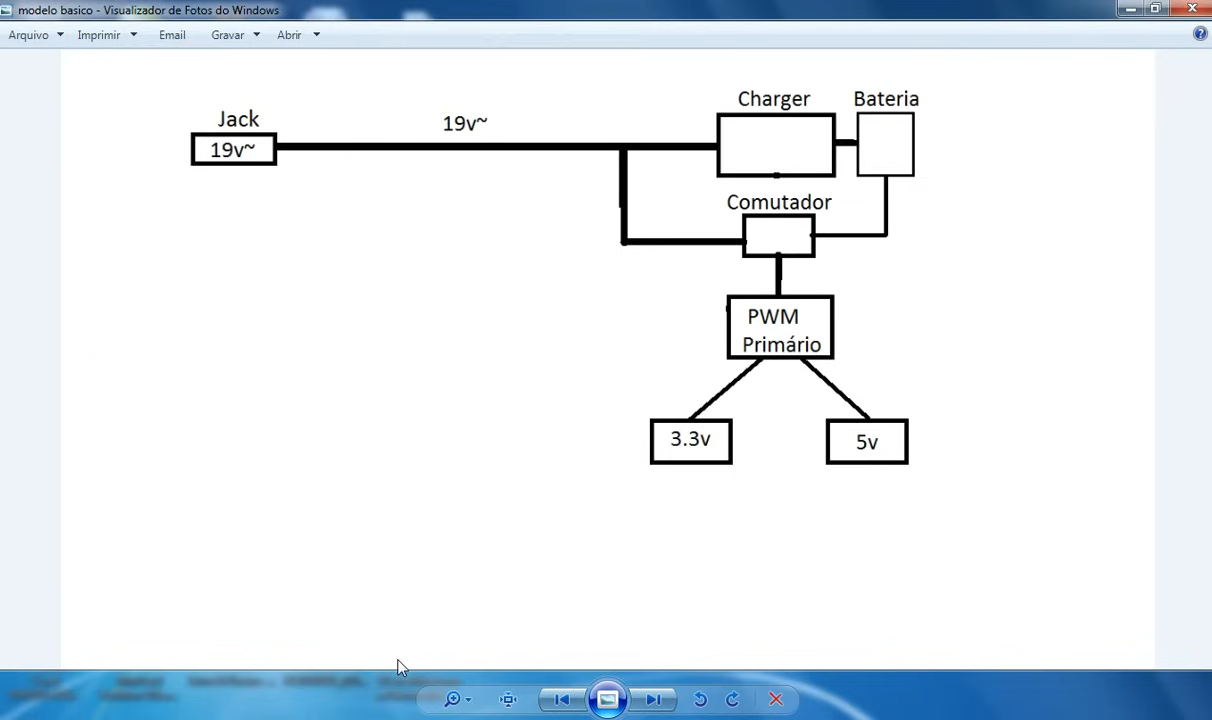 modelo basico - Visualizador de Fotos do Windows
Arquivo Imprimir Email Gravar Abrir
Charger Bateria
Jack
19v~
19v~
Comutador
PWM
Primário
3.3v
5v